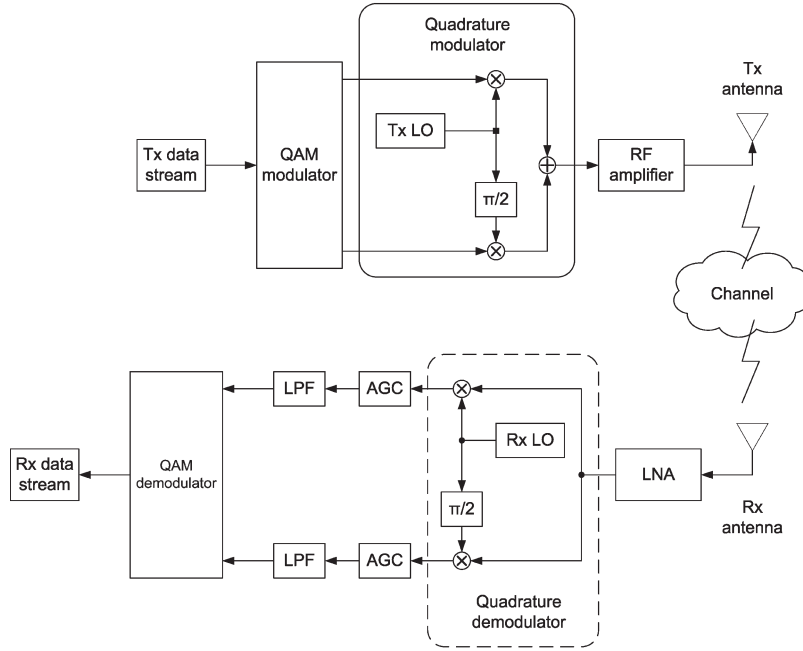 Quadrature
modulator
Tx
antenna
Tx LO
Tx data
stream
QAM
modulator
RF
amplifier
π/2
Channel
LPF
AGC
Rx LO
Rx data
stream
QAM
demodulator
LNA
π/2
Rx
antenna
LPF
AGC
Quadrature
demodulator